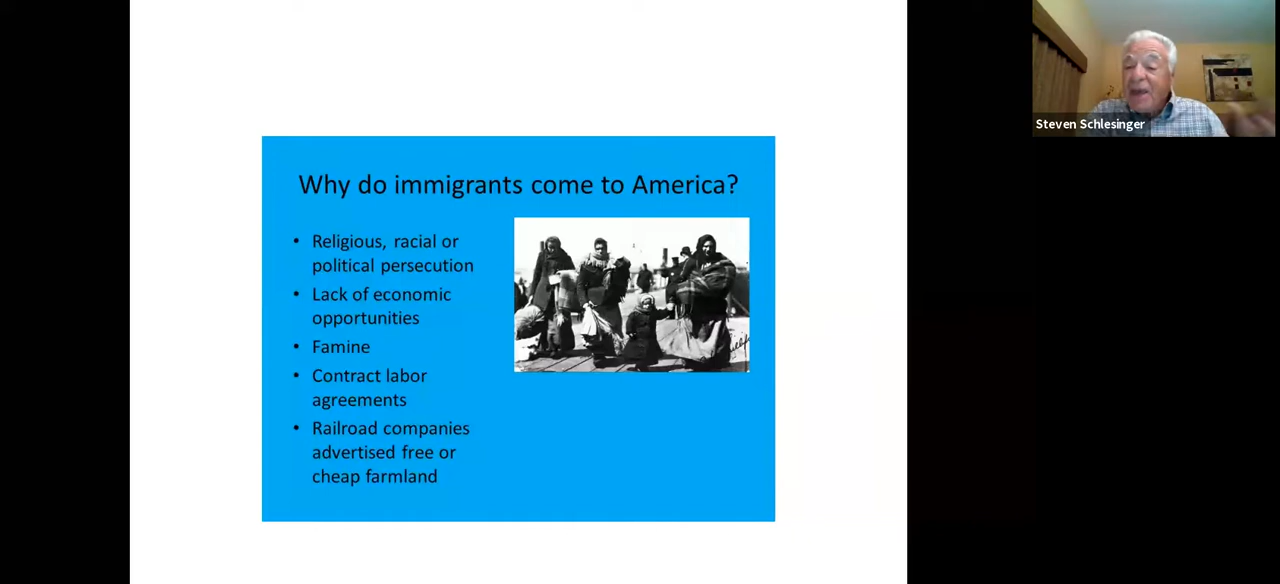 Why do immigrants come to America?
• Religious, racial or
political persecution
• Lack of economic
opportunities
• Famine
• Contract labor
agreements
• Railroad companies
advertised free or
cheap farmland
Steven Schlesinger